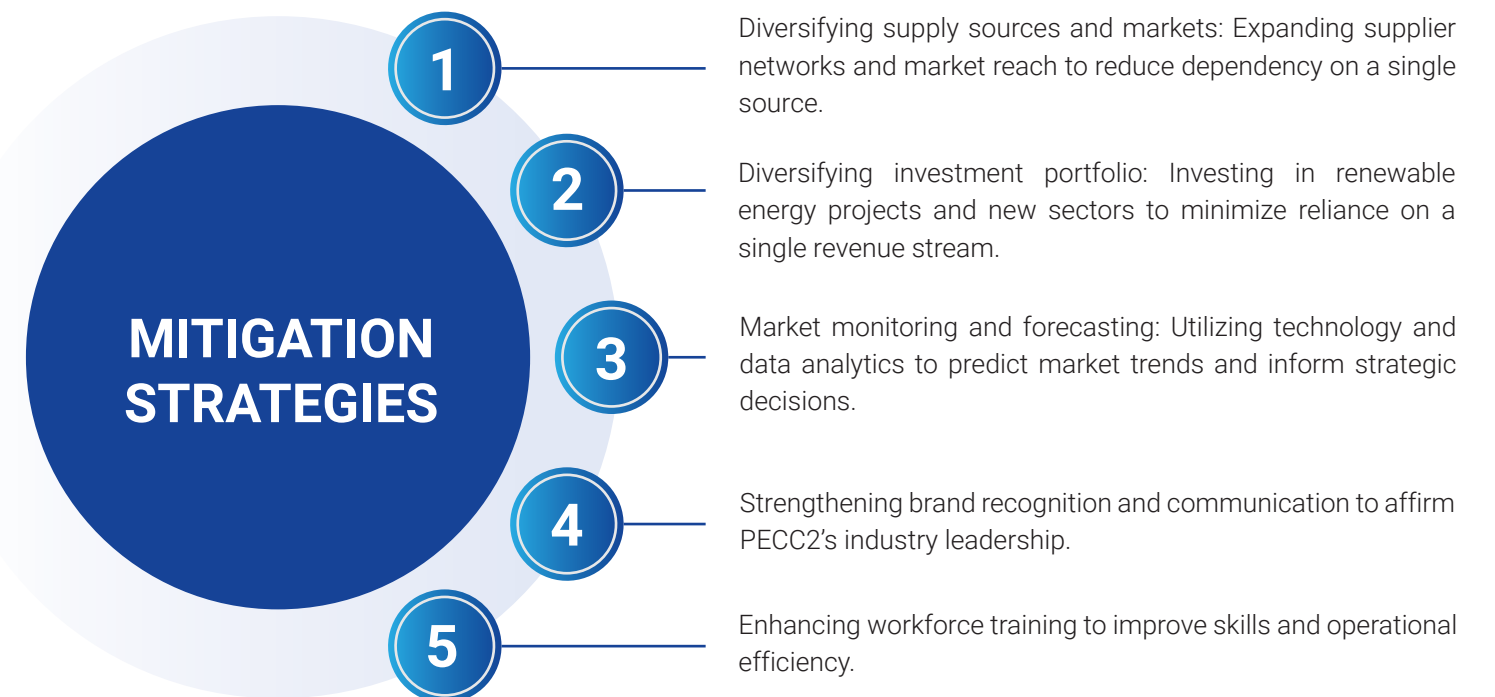 MITIGATION
STRATEGIES
1
Diversifying supply sources and markets: Expanding supplier
networks and market reach to reduce dependency on a single
source.
2
Diversifying investment portfolio: Investing in renewable
energy projects and new sectors to minimize reliance on a
single revenue stream.
3
Market monitoring and forecasting: Utilizing technology and
data analytics to predict market trends and inform strategic
decisions.
4
Strengthening brand recognition and communication to affirm
PECC2’s industry leadership.
5
Enhancing workforce training to improve skills and operational
efficiency.